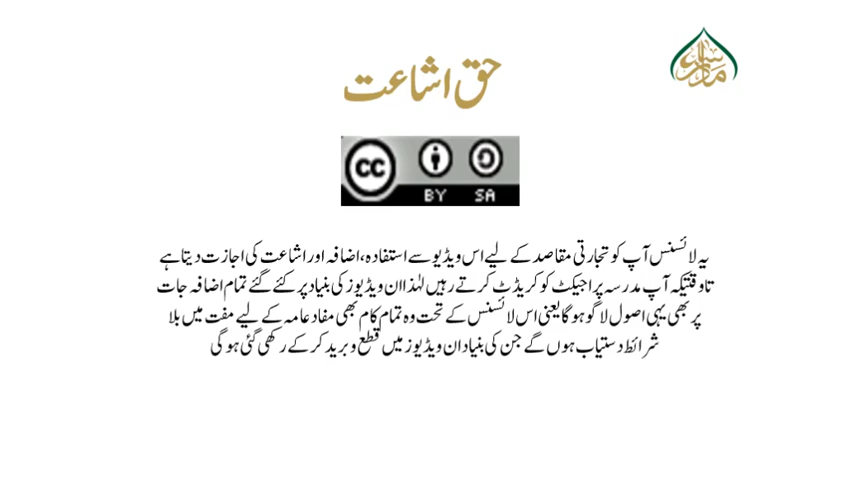 مدرسہ
حق اشاعت
cc
BY SA
یہ لائسنس آپ کو تجارتی مقاصد کے لیے اس ویڈیو سے استفادہ، اضافہ اور اشاعت کی اجازت دیتا ہے
تاوقتیکہ آپ مدرسہ پراجیکٹ کو کریڈٹ کرتے رہیں لہٰذا ان ویڈیوز کی بنیاد پر کئے گئے تمام اضافہ جات
پر بھی یہی اصول لاگو ہوگا یعنی اس لائسنس کے تحت وہ تمام کام بھی مفاد عامہ کے لیے مفت میں بلا
شرائط دستیاب ہوں گے جن کی بنیاد ان ویڈیوز میں قطع و برید کر کے رکھی گئی ہوگی